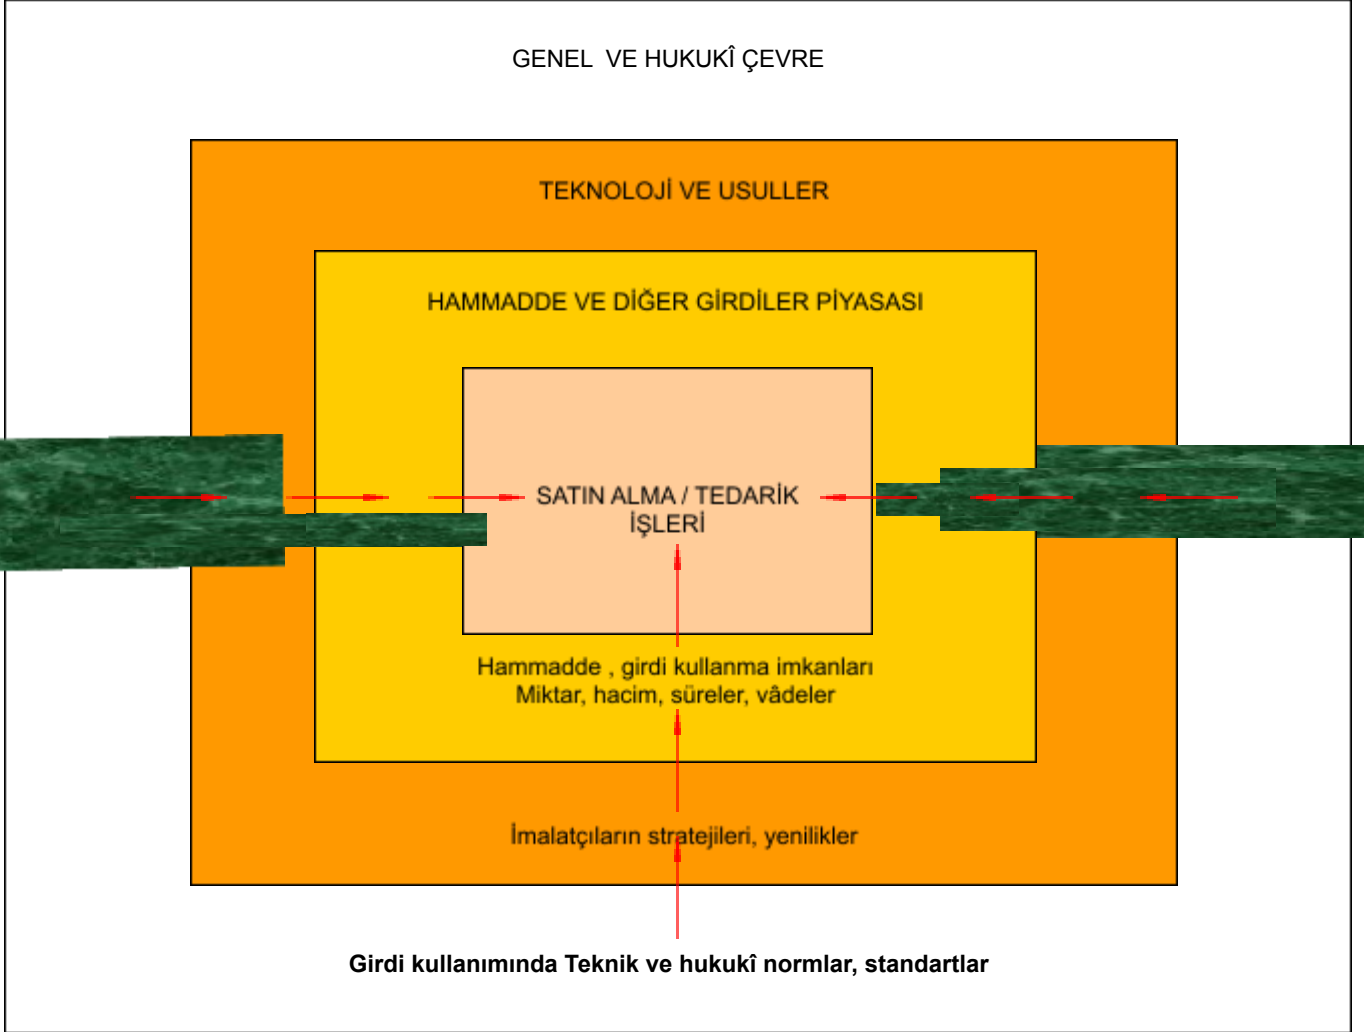 GENEL VE HUKUKÎ ÇEVRE
TEKNOLOJİ VE USULLER
HAMMADDE VE DİĞER GİRDİLER PİYASASI
SATIN ALMA / TEDARİK
İŞLERİ
Hammadde , girdi kullanma imkanları
Miktar, hacim, süreler, vâdeler
İmalatçıların stratejileri, yenilikler
Girdi kullanımında Teknik ve hukukî normlar, standartlar